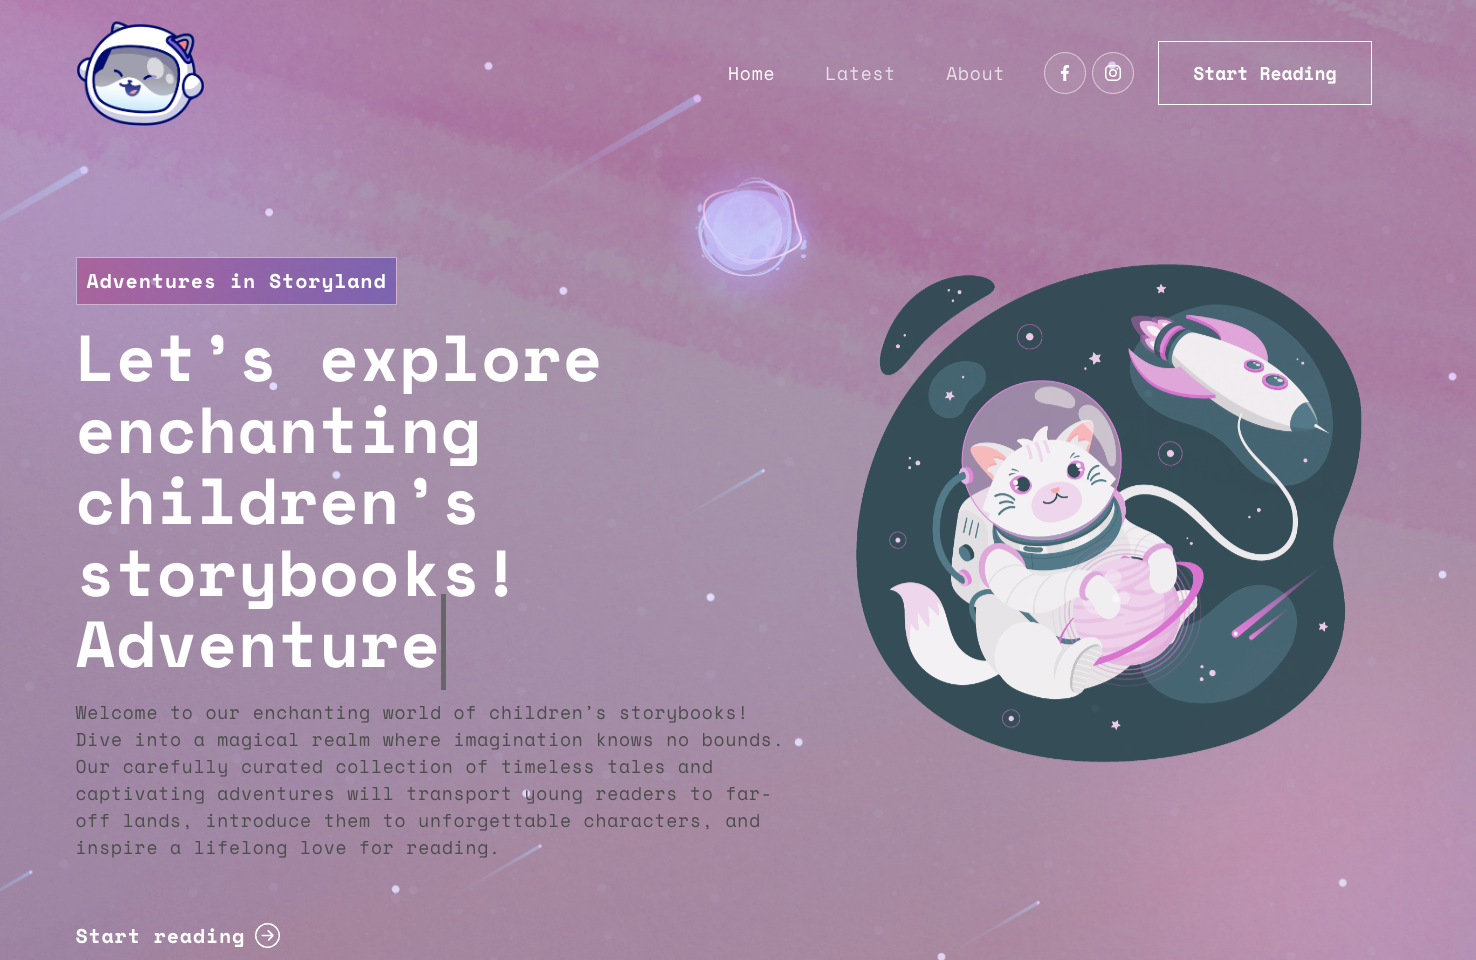 Home
Latest
About
Start Reading
Adventures in Storyland
Let’s explore
enchanting
children’s
storybooks!
Adventure
Welcome to our enchanting world of children's storybooks!
Dive into a magical realm where imagination knows no bounds.
Our carefully curated collection of timeless tales and
captivating adventures will transport young readers to far-
off lands, introduce them to unforgettable characters, and
inspire a lifelong love for reading.
Start reading